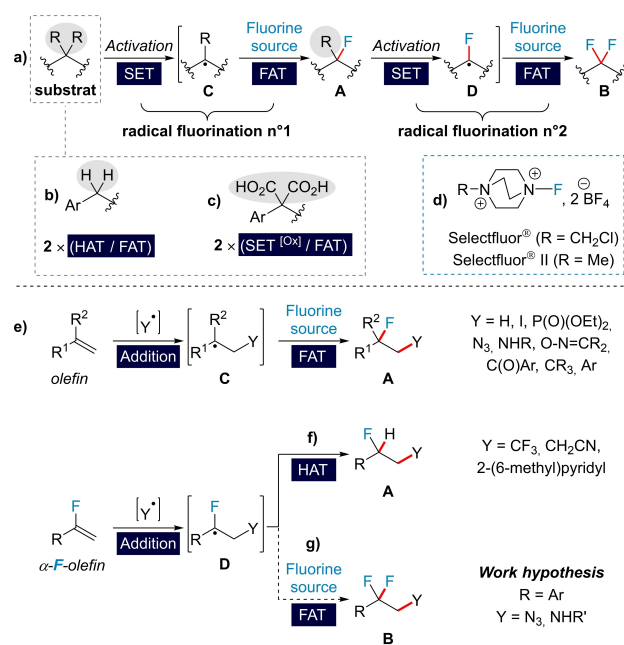 a)
R R
Activation
SET
substrat
R
C
Fluorine
source
FAT
R F
A
Activation
SET
F
D
Fluorine
source
FAT
F F
B
radical fluorination n°1
radical fluorination n°2
b)
H H
Ar
2 × (HAT / FAT)
c)
HO2C CO2H
Ar
2 × (SET [Ox] / FAT)
d)
R N ⊕ N ⊕ F , 2 BF4 ⊖
Selectfluor® (R = CH2Cl)
Selectfluor® II (R = Me)
e)
R2
R1
olefin
[Y•]
Addition
R2
R1 Y
C
Fluorine
source
FAT
R2 F
R1 Y
A
Y = H, I, P(O)(OEt)2,
N3, NHR, O-N=CR2,
C(O)Ar, CR3, Ar
F
R
α-F-olefin
[Y•]
Addition
F
R Y
D
f)
HAT
F H
R Y
A
Y = CF3, CH2CN,
2-(6-methyl)pyridyl
g)
Fluorine
source
FAT
F F
R Y
B
Work hypothesis
R = Ar
Y = N3, NHR'